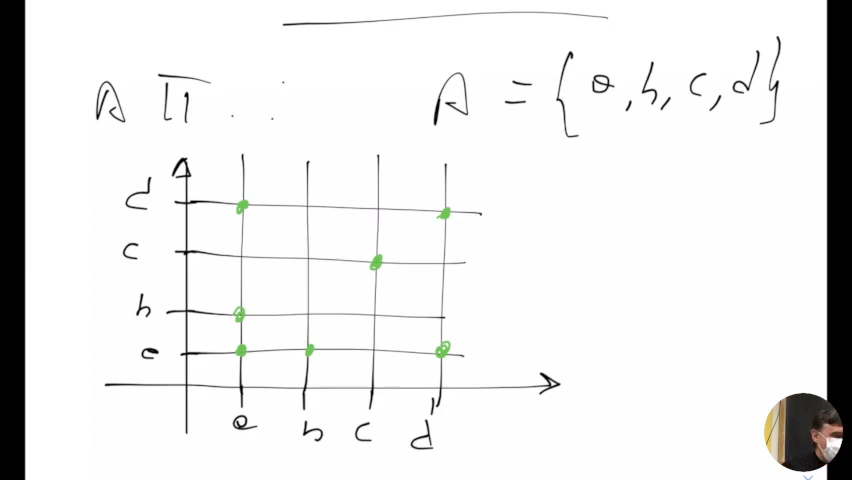 A = {a, b, c, d}
d
c
b
a
a b c d